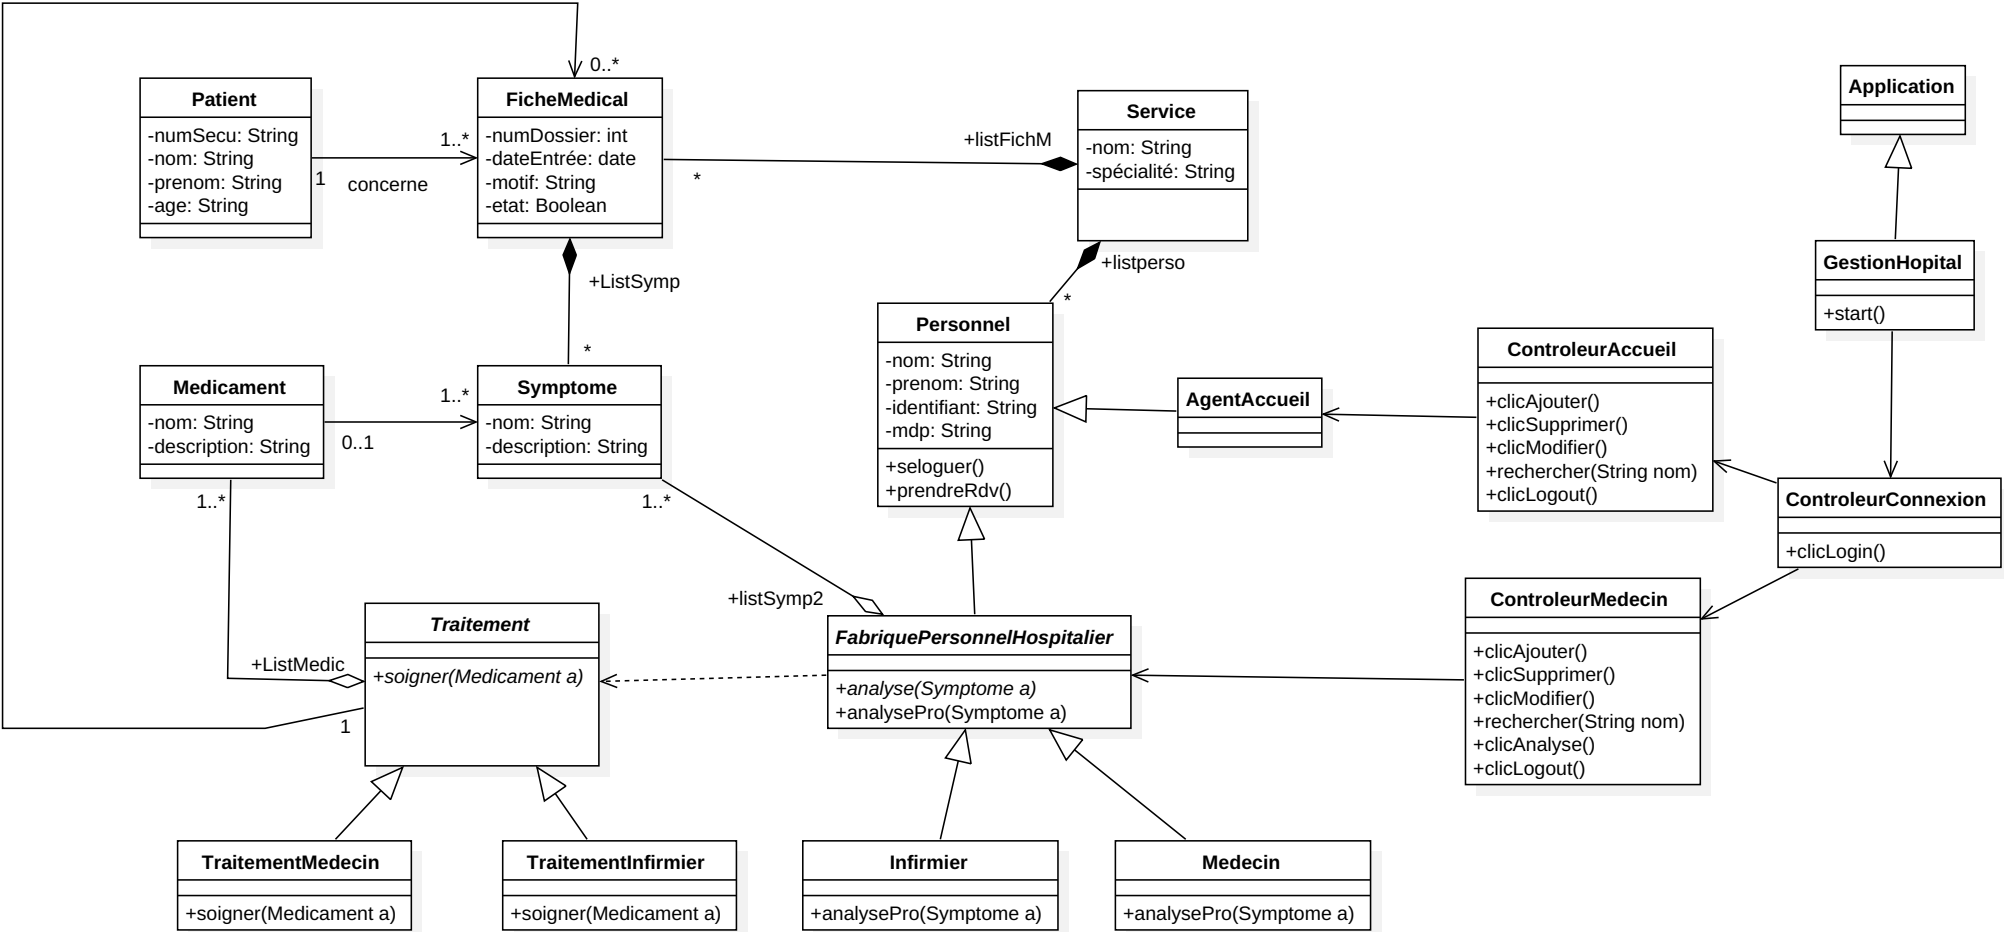 0..*
Patient
-numSecu: String
-nom: String
-prenom: String
-age: String
1
concerne
1..*
FicheMedical
-numDossier: int
-dateEntrée: date
-motif: String
-etat: Boolean
*
+listFichM
Service
-nom: String
-spécialité: String
Application
GestionHopital
+start()
+ListSymp
*
+listperso
*
Personnel
-nom: String
-prenom: String
-identifiant: String
-mdp: String
+seloguer()
+prendreRdv()
AgentAccueil
ControleurAccueil
+clicAjouter()
+clicSupprimer()
+clicModifier()
+rechercher(String nom)
+clicLogout()
ControleurConnexion
+clicLogin()
Medicament
-nom: String
-description: String
0..1
1..*
Symptome
-nom: String
-description: String
1..*
1..*
+listSymp2
+ListMedic
1
Traitement
+soigner(Medicament a)
FabriquePersonnelHospitalier
+analyse(Symptome a)
+analysePro(Symptome a)
ControleurMedecin
+clicAjouter()
+clicSupprimer()
+clicModifier()
+rechercher(String nom)
+clicAnalyse()
+clicLogout()
TraitementMedecin
+soigner(Medicament a)
TraitementInfirmier
+soigner(Medicament a)
Infirmier
+analysePro(Symptome a)
Medecin
+analysePro(Symptome a)